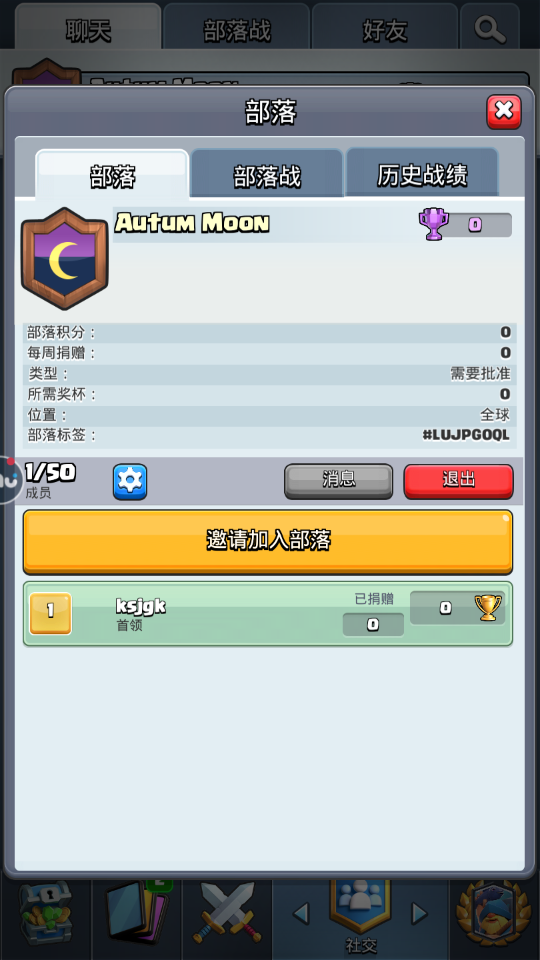 聊天
部落战
好友
部落
部落
部落战
历史战绩
Autum Moon
0
部落积分：
0
每周捐赠：
0
类型：
需要批准
所需奖杯：
0
位置：
全球
部落标签：
#LUJPGOQL
1/50
成员
消息
退出
邀请加入部落
1
ksjgk
首领
已捐赠
0
0
2
社交